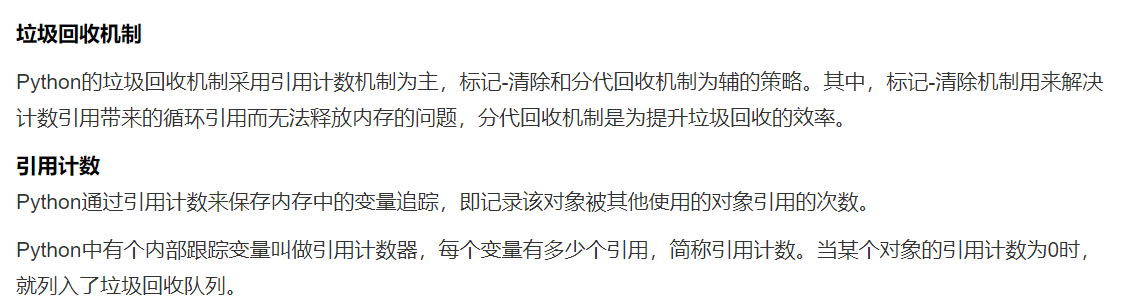 垃圾回收机制
Python的垃圾回收机制采用引用计数机制为主，标记-清除和分代回收机制为辅的策略。其中，标记-清除机制用来解决
计数引用带来的循环引用而无法释放内存的问题，分代回收机制是为提升垃圾回收的效率。
引用计数
Python通过引用计数来保存内存中的变量追踪，即记录该对象被其他使用的对象引用的次数。
Python中有个内部跟踪变量叫做引用计数器，每个变量有多少个引用，简称引用计数。当某个对象的引用计数为0时，
就列入了垃圾回收队列。